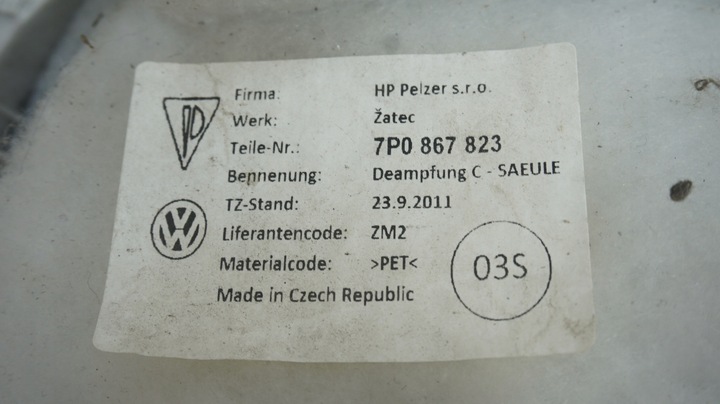 Firma: HP Pelzer s.r.o.
Werk: Žatec
Teile-Nr.: 7P0 867 823
Bennenung: Deampfung C - SAEULE
TZ-Stand: 23.9.2011
Liferantencode: ZM2
Materialcode: >PET<
Made in Czech Republic
03S